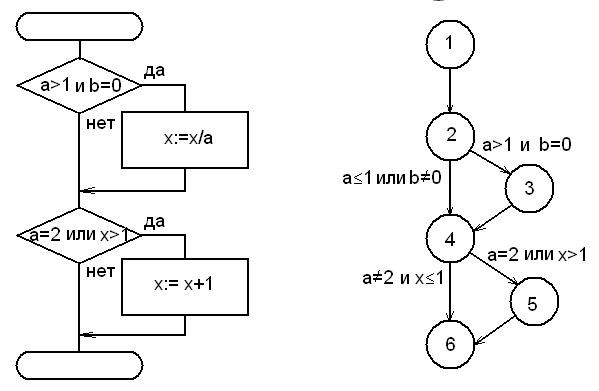 a>1 и b=0
да
x:=x/a
нет
a=2 или x>1
да
нет
x:= x+1
1
2
a>1 и b=0
a≤1 или b≠0
3
4
a=2 или x>1
a≠2 и x≤1
5
6